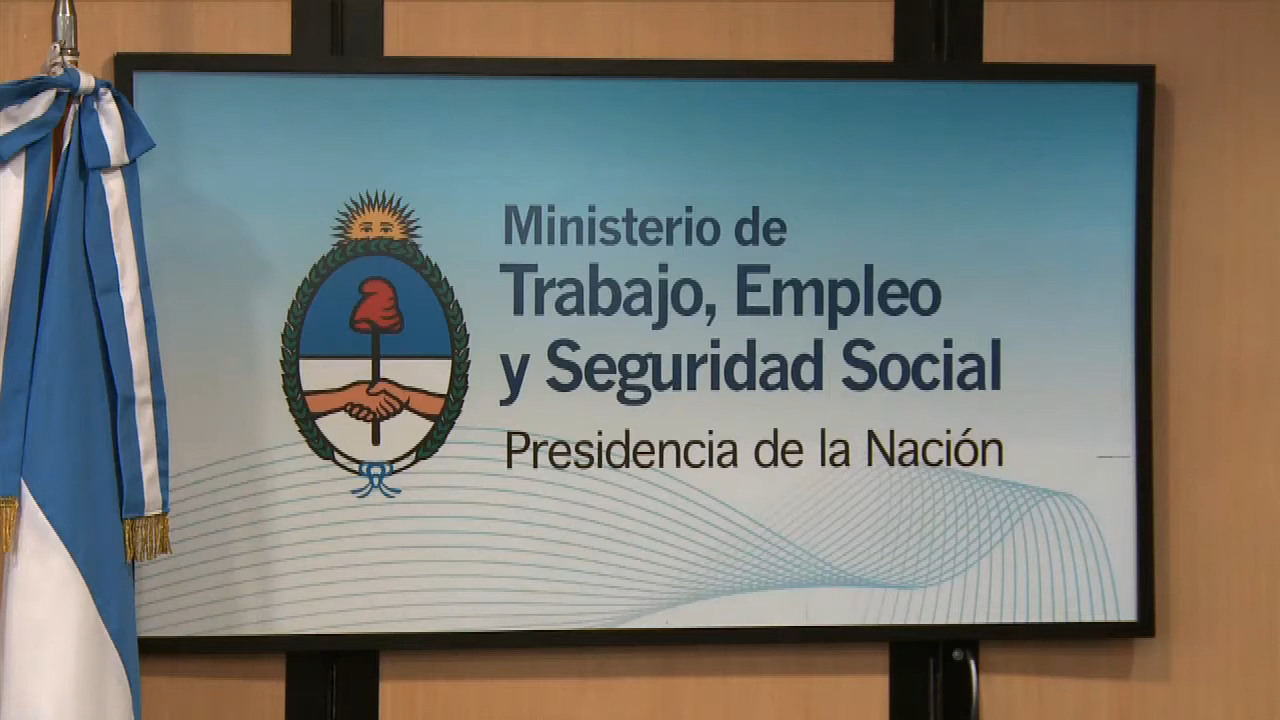 Ministerio de
Trabajo, Empleo
y Seguridad Social
Presidencia de la Nación